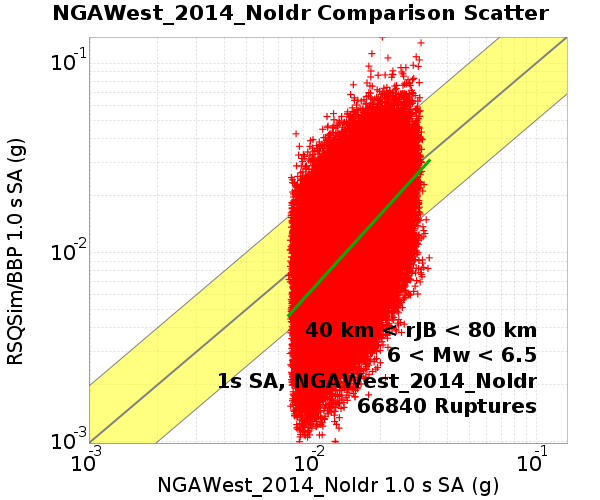 NGAWest_2014_NoIdr Comparison Scatter
RSQSim/BBP 1.0 s SA (g)
10-1
10-2
10-3
40 km < rJB < 80 km
6 < Mw < 6.5
1s SA, NGAWest_2014_NoIdr
66840 Ruptures
10-3 10-2 10-1
NGAWest_2014_NoIdr 1.0 s SA (g)